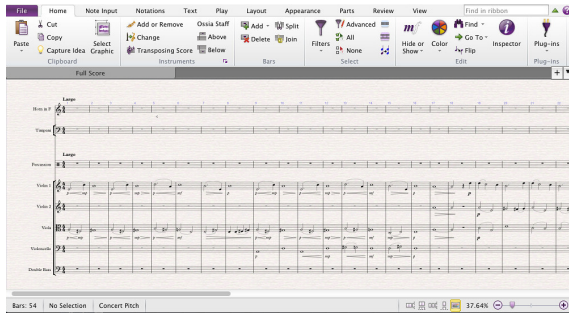 File Home Note Input Notations Text Play Layout Appearance Parts Review View Find in ribbon
Paste
Cut
Copy
Capture Idea
Select Graphic
Clipboard
Add or Remove
Change
Transposing Score
Ossia Staff
Above
Below
Instruments
Add
Split
Delete
Join
Bars
Filters
Advanced
All
None
Select
Hide or Show
Color
Find
Go To
Flip
Inspector
Edit
Plug-ins
Plug-ins
Full Score
Largo
Horn in F
Timpani
Largo
Percussion
Violin 1
Violin 2
Viola
Violoncello
Double Bass
Bars: 54 No Selection Concert Pitch 37.64%